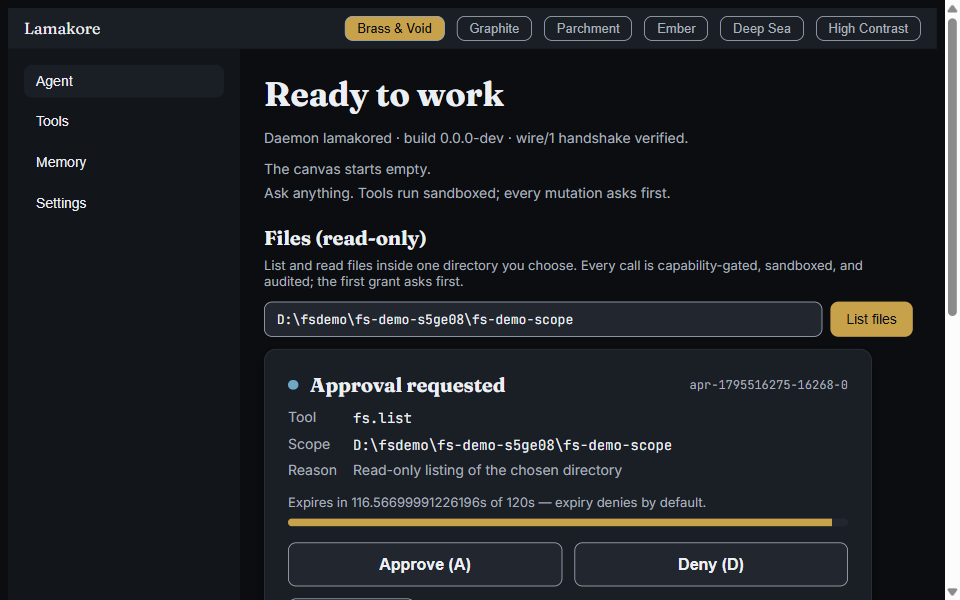 Lamakore
Brass & Void
Graphite
Parchment
Ember
Deep Sea
High Contrast
Agent
Tools
Memory
Settings
Ready to work
Daemon lamakored · build 0.0.0-dev · wire/1 handshake verified.
The canvas starts empty.
Ask anything. Tools run sandboxed; every mutation asks first.
Files (read-only)
List and read files inside one directory you choose. Every call is capability-gated, sandboxed, and
audited; the first grant asks first.
D:\fsdemo\fs-demo-s5ge08\fs-demo-scope
List files
Approval requested
apr-1795516275-16268-0
Tool fs.list
Scope D:\fsdemo\fs-demo-s5ge08\fs-demo-scope
Reason Read-only listing of the chosen directory
Expires in 116.56699991226196s of 120s — expiry denies by default.
Approve (A)
Deny (D)